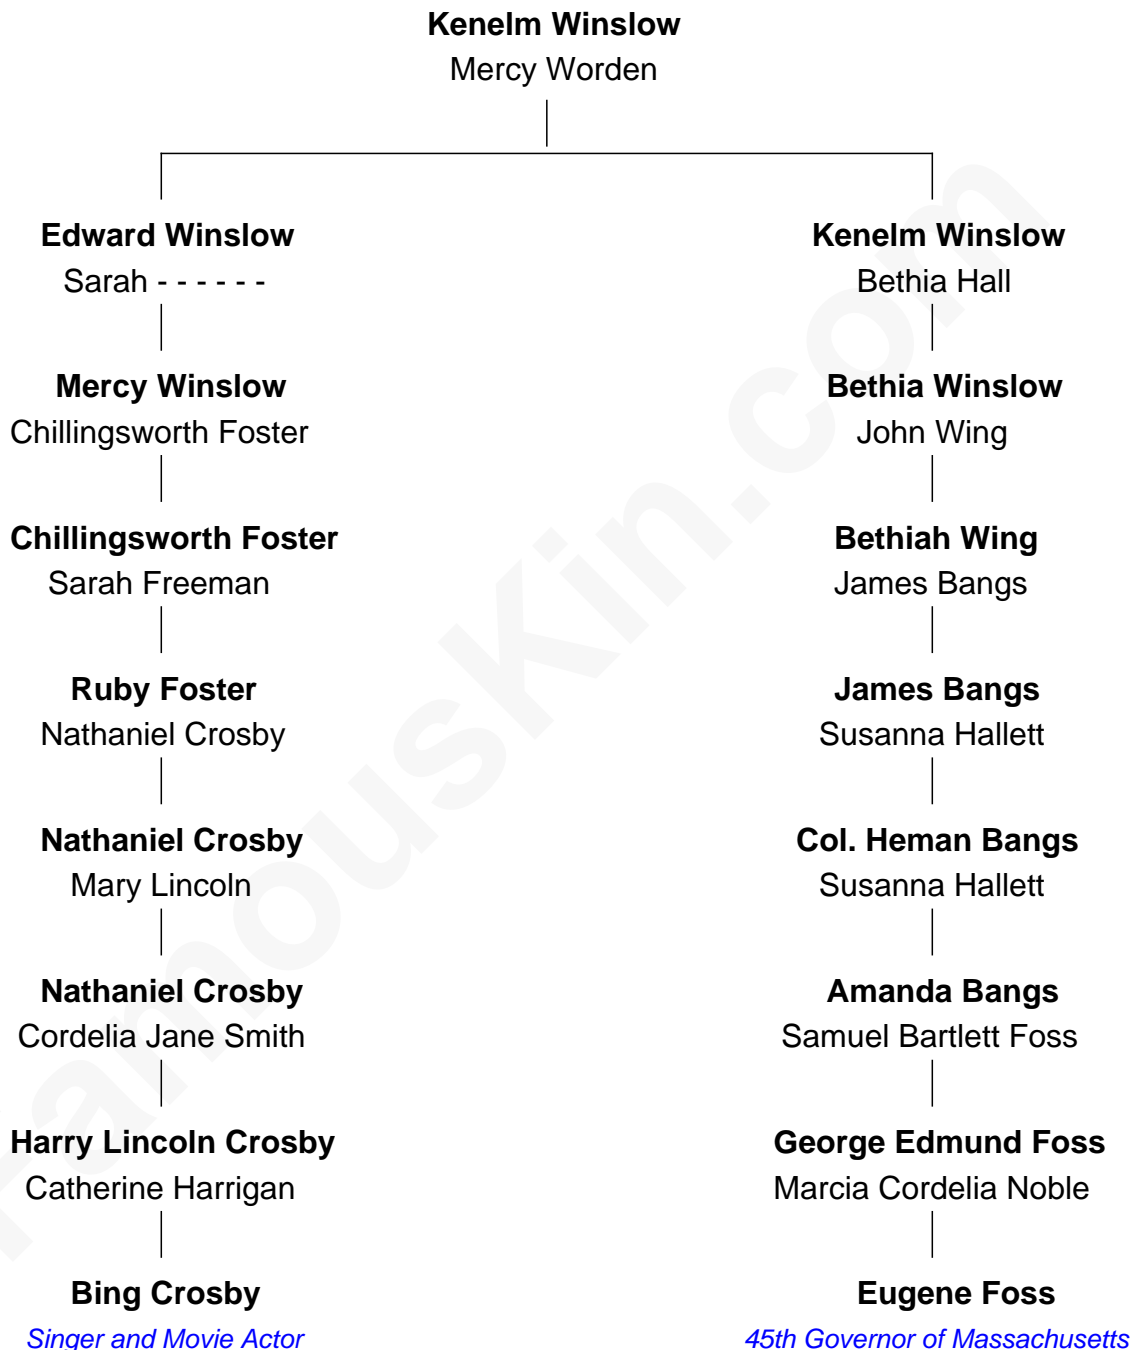 Kenelm Winslow
Mercy Worden
Edward Winslow
Sarah - - - - - -
Kenelm Winslow
Bethia Hall
Mercy Winslow
Chillingsworth Foster
Bethia Winslow
John Wing
Chillingsworth Foster
Sarah Freeman
Bethiah Wing
James Bangs
Ruby Foster
Nathaniel Crosby
James Bangs
Susanna Hallett
Nathaniel Crosby
Mary Lincoln
Col. Heman Bangs
Susanna Hallett
Nathaniel Crosby
Cordelia Jane Smith
Amanda Bangs
Samuel Bartlett Foss
Harry Lincoln Crosby
Catherine Harrigan
George Edmund Foss
Marcia Cordelia Noble
Bing Crosby
Singer and Movie Actor
Eugene Foss
45th Governor of Massachusetts
FamousKin.com